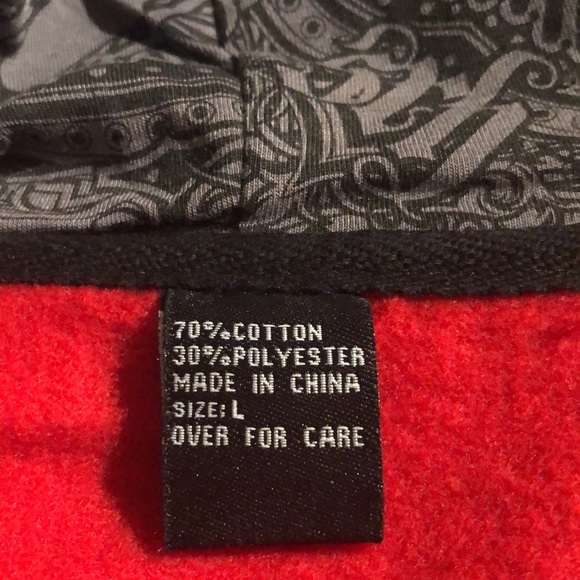 70%COTTON
30%POLYESTER
MADE IN CHINA
SIZE: L
OVER FOR CARE